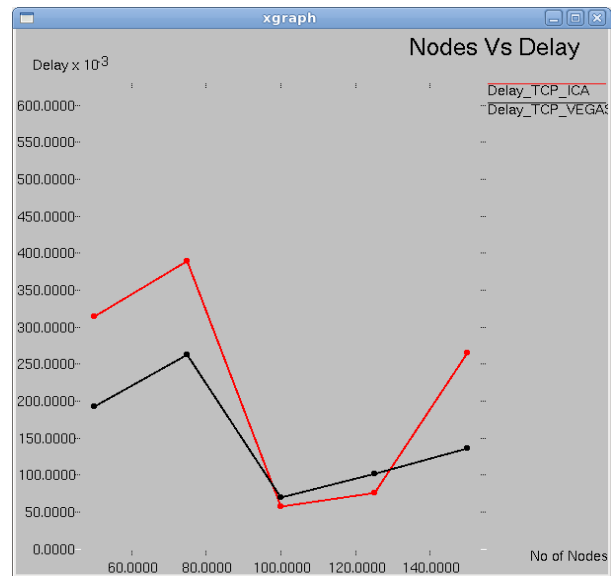 xgraph
Nodes Vs Delay
Delay x 10-3
Delay_TCP_ICA
Delay_TCP_VEGAS
600.0000
550.0000
500.0000
450.0000
400.0000
350.0000
300.0000
250.0000
200.0000
150.0000
100.0000
50.0000
0.0000
No of Nodes
60.0000 80.0000 100.0000 120.0000 140.0000